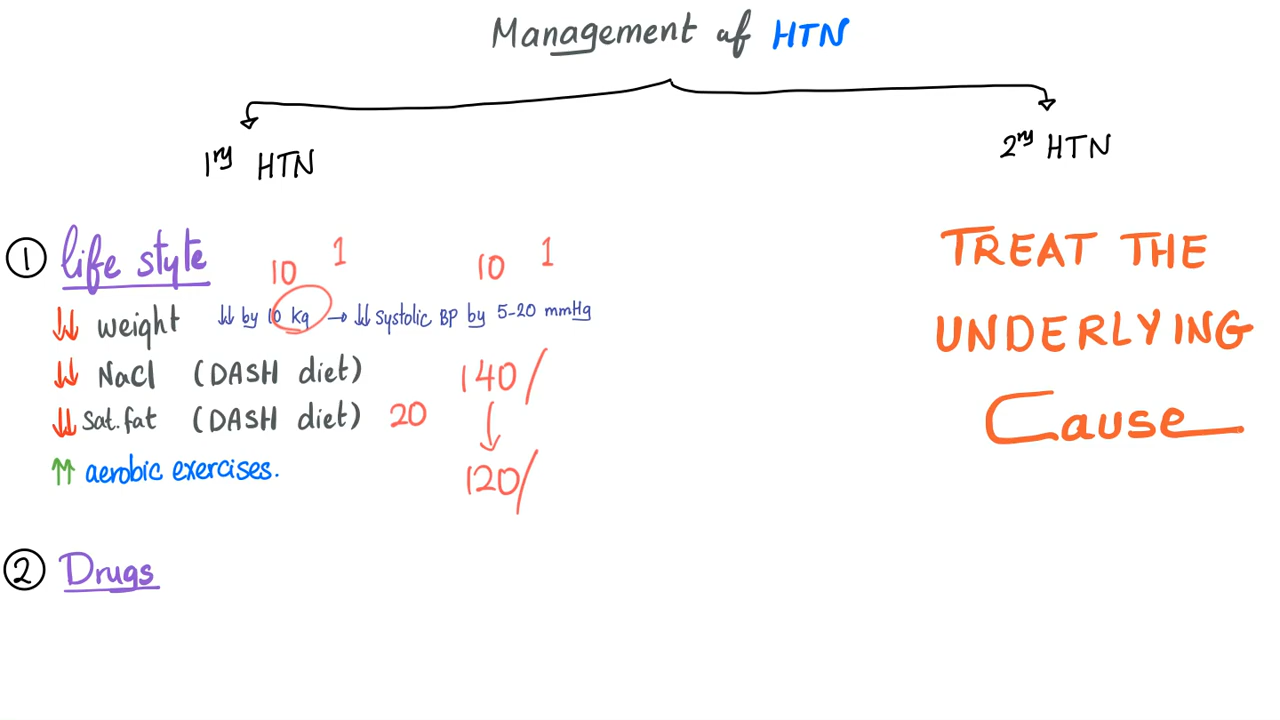 Management of HTN
1ry HTN
2ry HTN
① life style
10 1 10 1
↓↓ weight ↓↓ by 10 kg → ↓↓ systolic BP by 5-20 mmHg
↓↓ NaCl (DASH diet)
↓↓ Sat. fat (DASH diet)
↑↑ aerobic exercises.
20
140/
↓
120/
② Drugs
TREAT THE
UNDERLYING
Cause